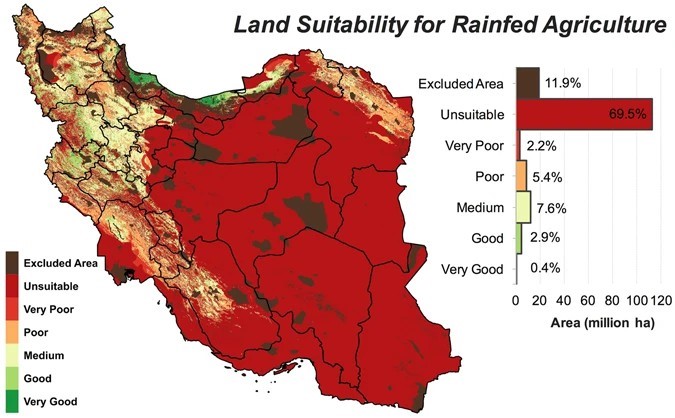 Land Suitability for Rainfed Agriculture
Excluded Area 11.9%
Unsuitable 69.5%
Very Poor 2.2%
Poor 5.4%
Medium 7.6%
Good 2.9%
Very Good 0.4%
0 20 40 60 80 100 120
Area (million ha)
Excluded Area
Unsuitable
Very Poor
Poor
Medium
Good
Very Good